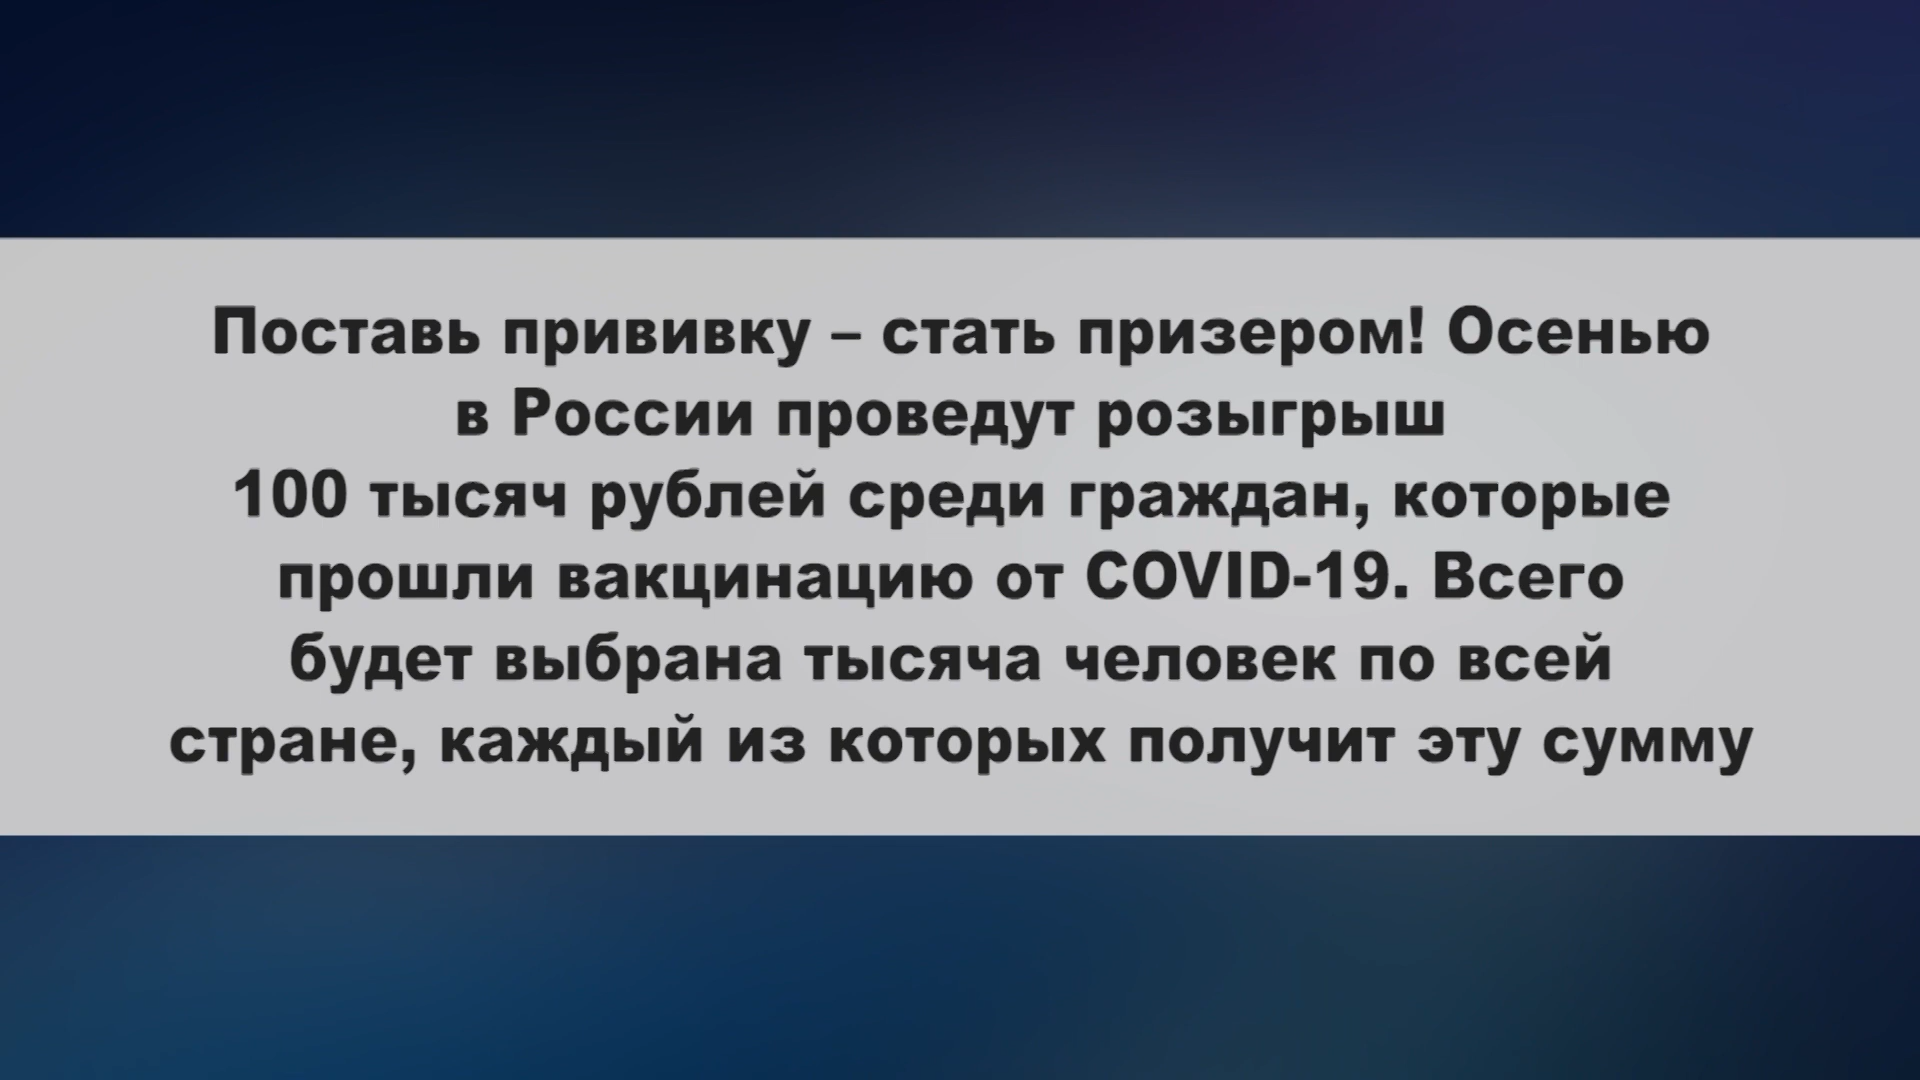 Поставь прививку – стать призером! Осенью
в России проведут розыгрыш
100 тысяч рублей среди граждан, которые
прошли вакцинацию от COVID-19. Всего
будет выбрана тысяча человек по всей
стране, каждый из которых получит эту сумму